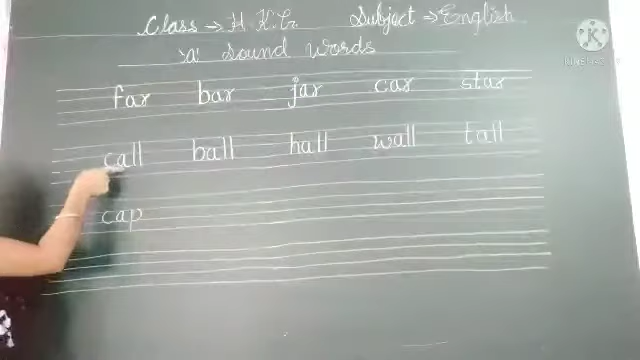 Class → H.K.G Subject → English
'a' sound words
far bar jar car star
call ball hall wall tall
cap
K